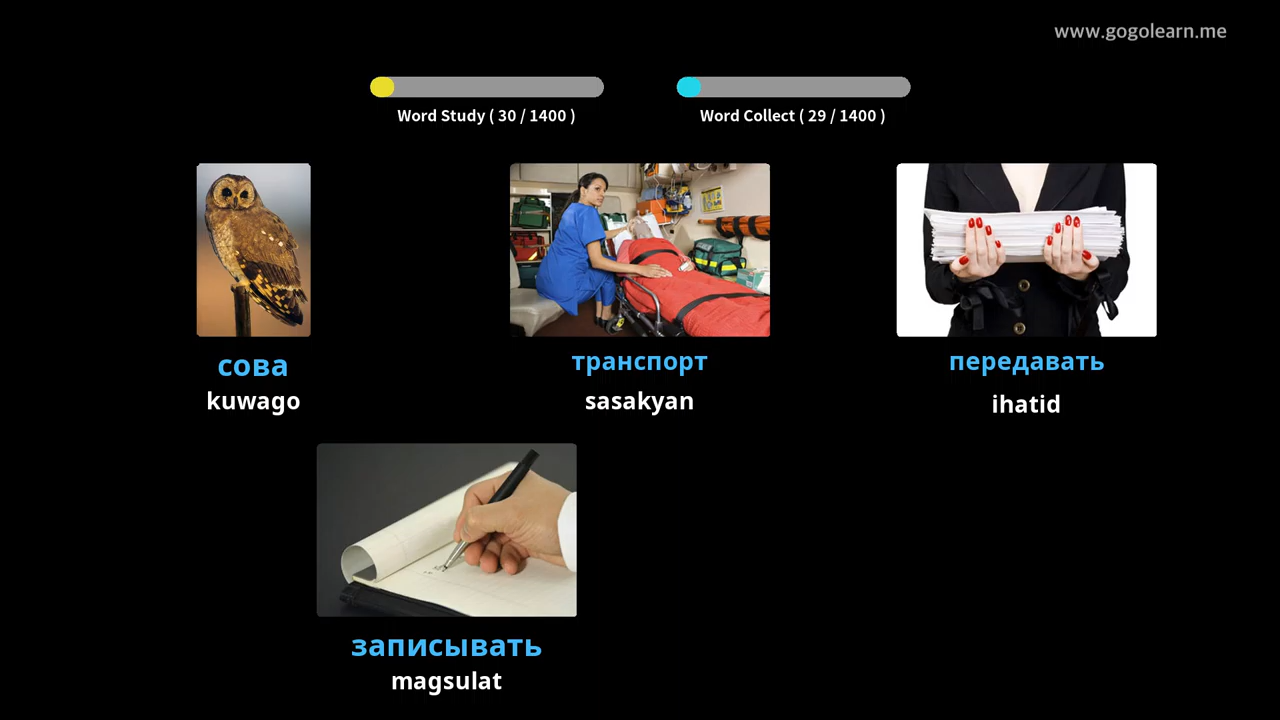 www.gogolearn.me
Word Study ( 30 / 1400 )
Word Collect ( 29 / 1400 )
сова
kuwago
транспорт
sasakyan
передавать
ihatid
записывать
magsulat